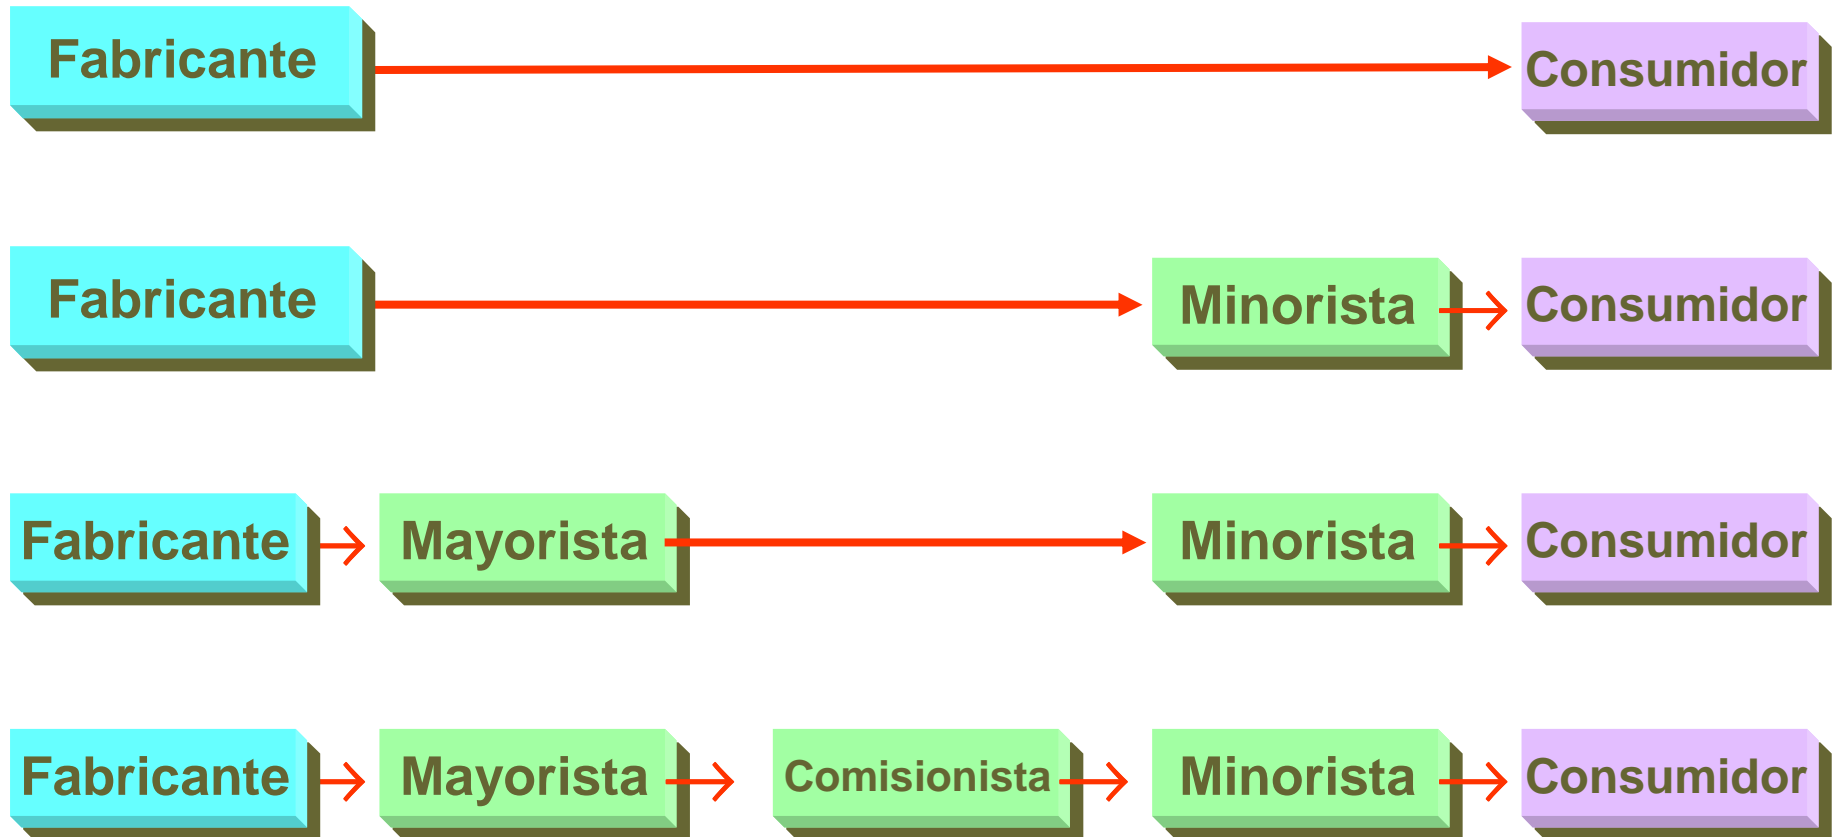 Fabricante Consumidor
Fabricante Minorista Consumidor
Fabricante Mayorista Minorista Consumidor
Fabricante Mayorista Comisionista Minorista Consumidor